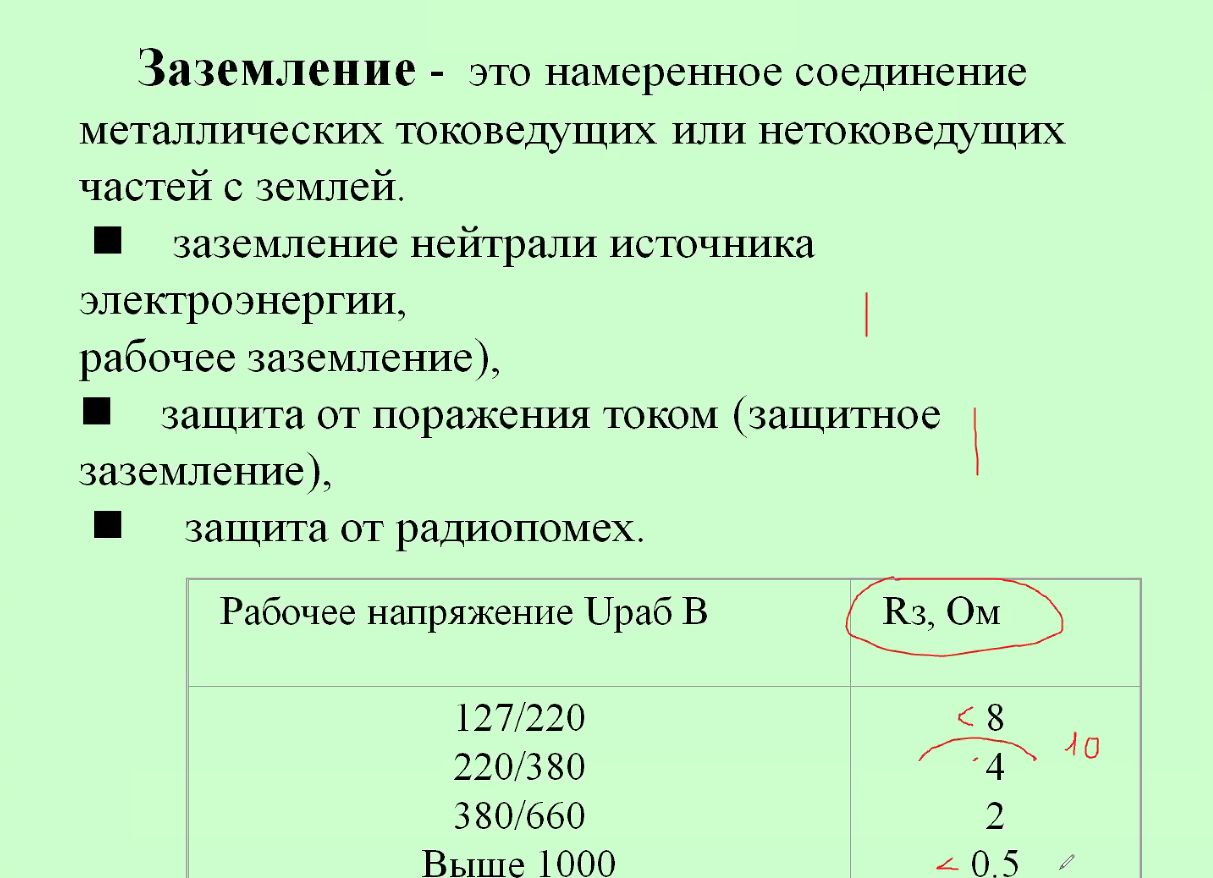 Заземление - это намеренное соединение
металлических токоведущих или нетоковедущих
частей с землей.
■ заземление нейтрали источника
электроэнергии,
рабочее заземление),
■ защита от поражения током (защитное
заземление),
■ защита от радиопомех.
Рабочее напряжение Uраб В Rз, Ом
127/220 < 8
10
220/380 4
380/660 2
Выше 1000 < 0.5